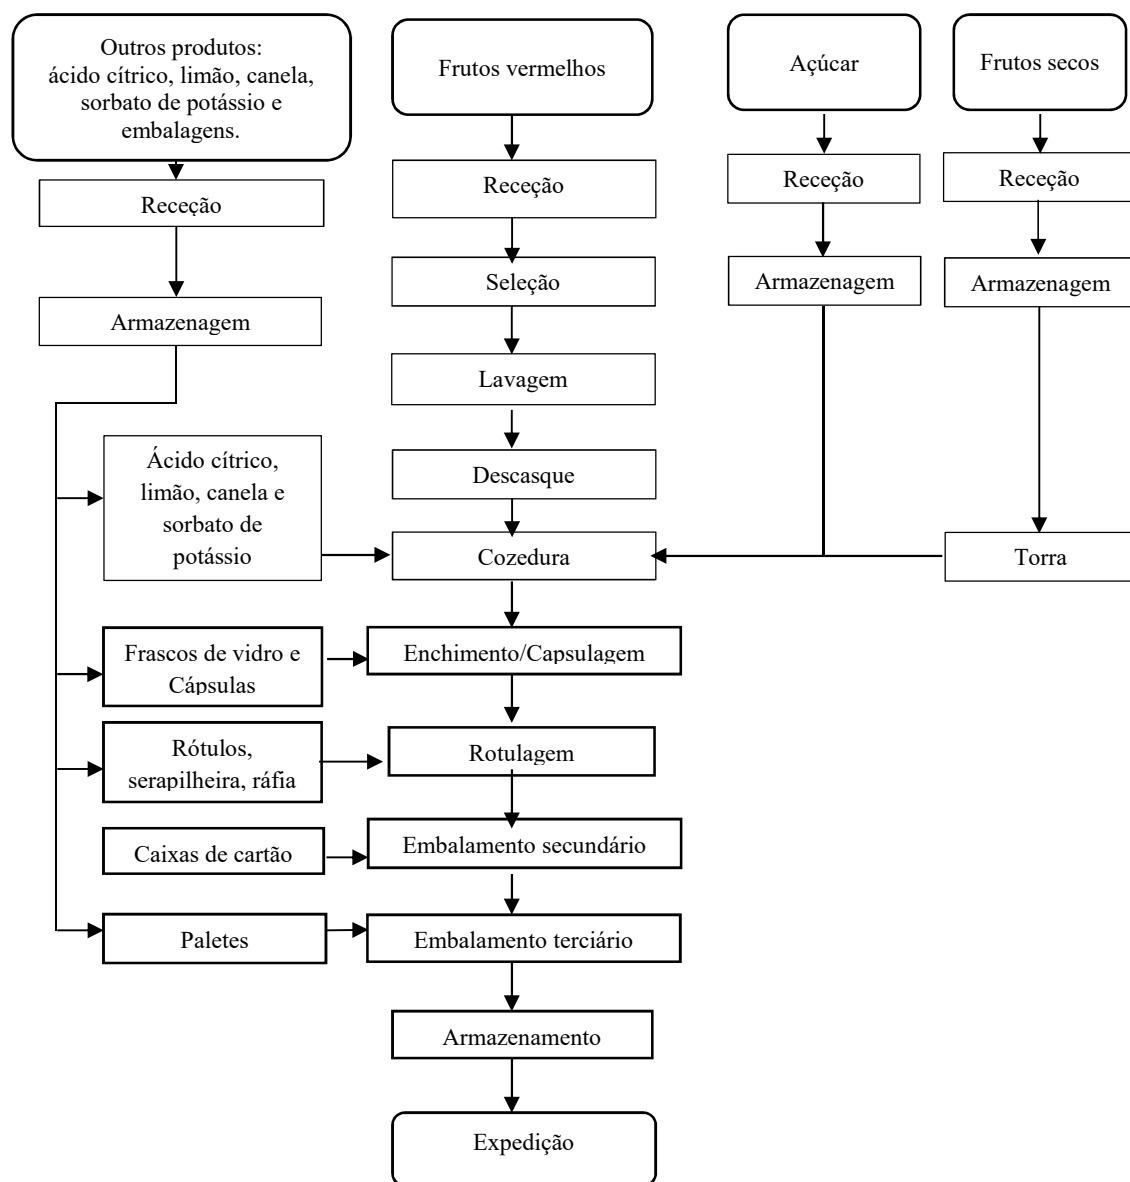 Outros produtos:
ácido cítrico, limão, canela,
sorbato de potássio e
embalagens.
Frutos vermelhos
Açúcar
Frutos secos
Receção
Receção
Receção
Receção
Armazenagem
Seleção
Armazenagem
Armazenagem
Lavagem
Descasque
Ácido cítrico,
limão, canela e
sorbato de
potássio
Cozedura
Torra
Frascos de vidro e
Cápsulas
Enchimento/Capsulagem
Rótulos,
serapilheira, ráfia
Rotulagem
Caixas de cartão
Embalamento secundário
Paletes
Embalamento terciário
Armazenamento
Expedição